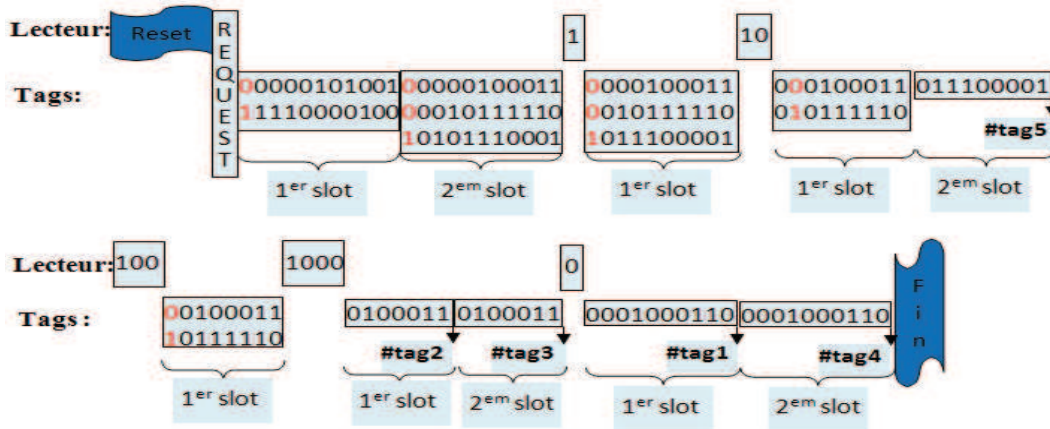 Lecteur: Reset REQUEST 1 10
Tags: 00000101001 00000100011 0000100011 000100011 011100001
11110000100 00010111110 0010111110 010111110
10101110001 1011100001
#tag5
1er slot 2em slot 1er slot 1er slot 2em slot
Lecteur: 100 1000 0 Fin
Tags : 00100011 0100011 0100011 0001000110 0001000110
10111110
#tag2 #tag3 #tag1 #tag4
1er slot 1er slot 2em slot 1er slot 2em slot